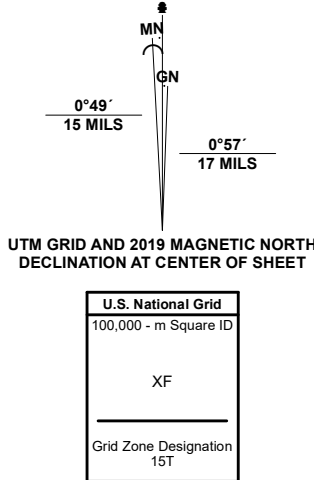 MN
GN
0°49´
15 MILS
0°57´
17 MILS
UTM GRID AND 2019 MAGNETIC NORTH
DECLINATION AT CENTER OF SHEET
U.S. National Grid
100,000 - m Square ID
XF
Grid Zone Designation
15T